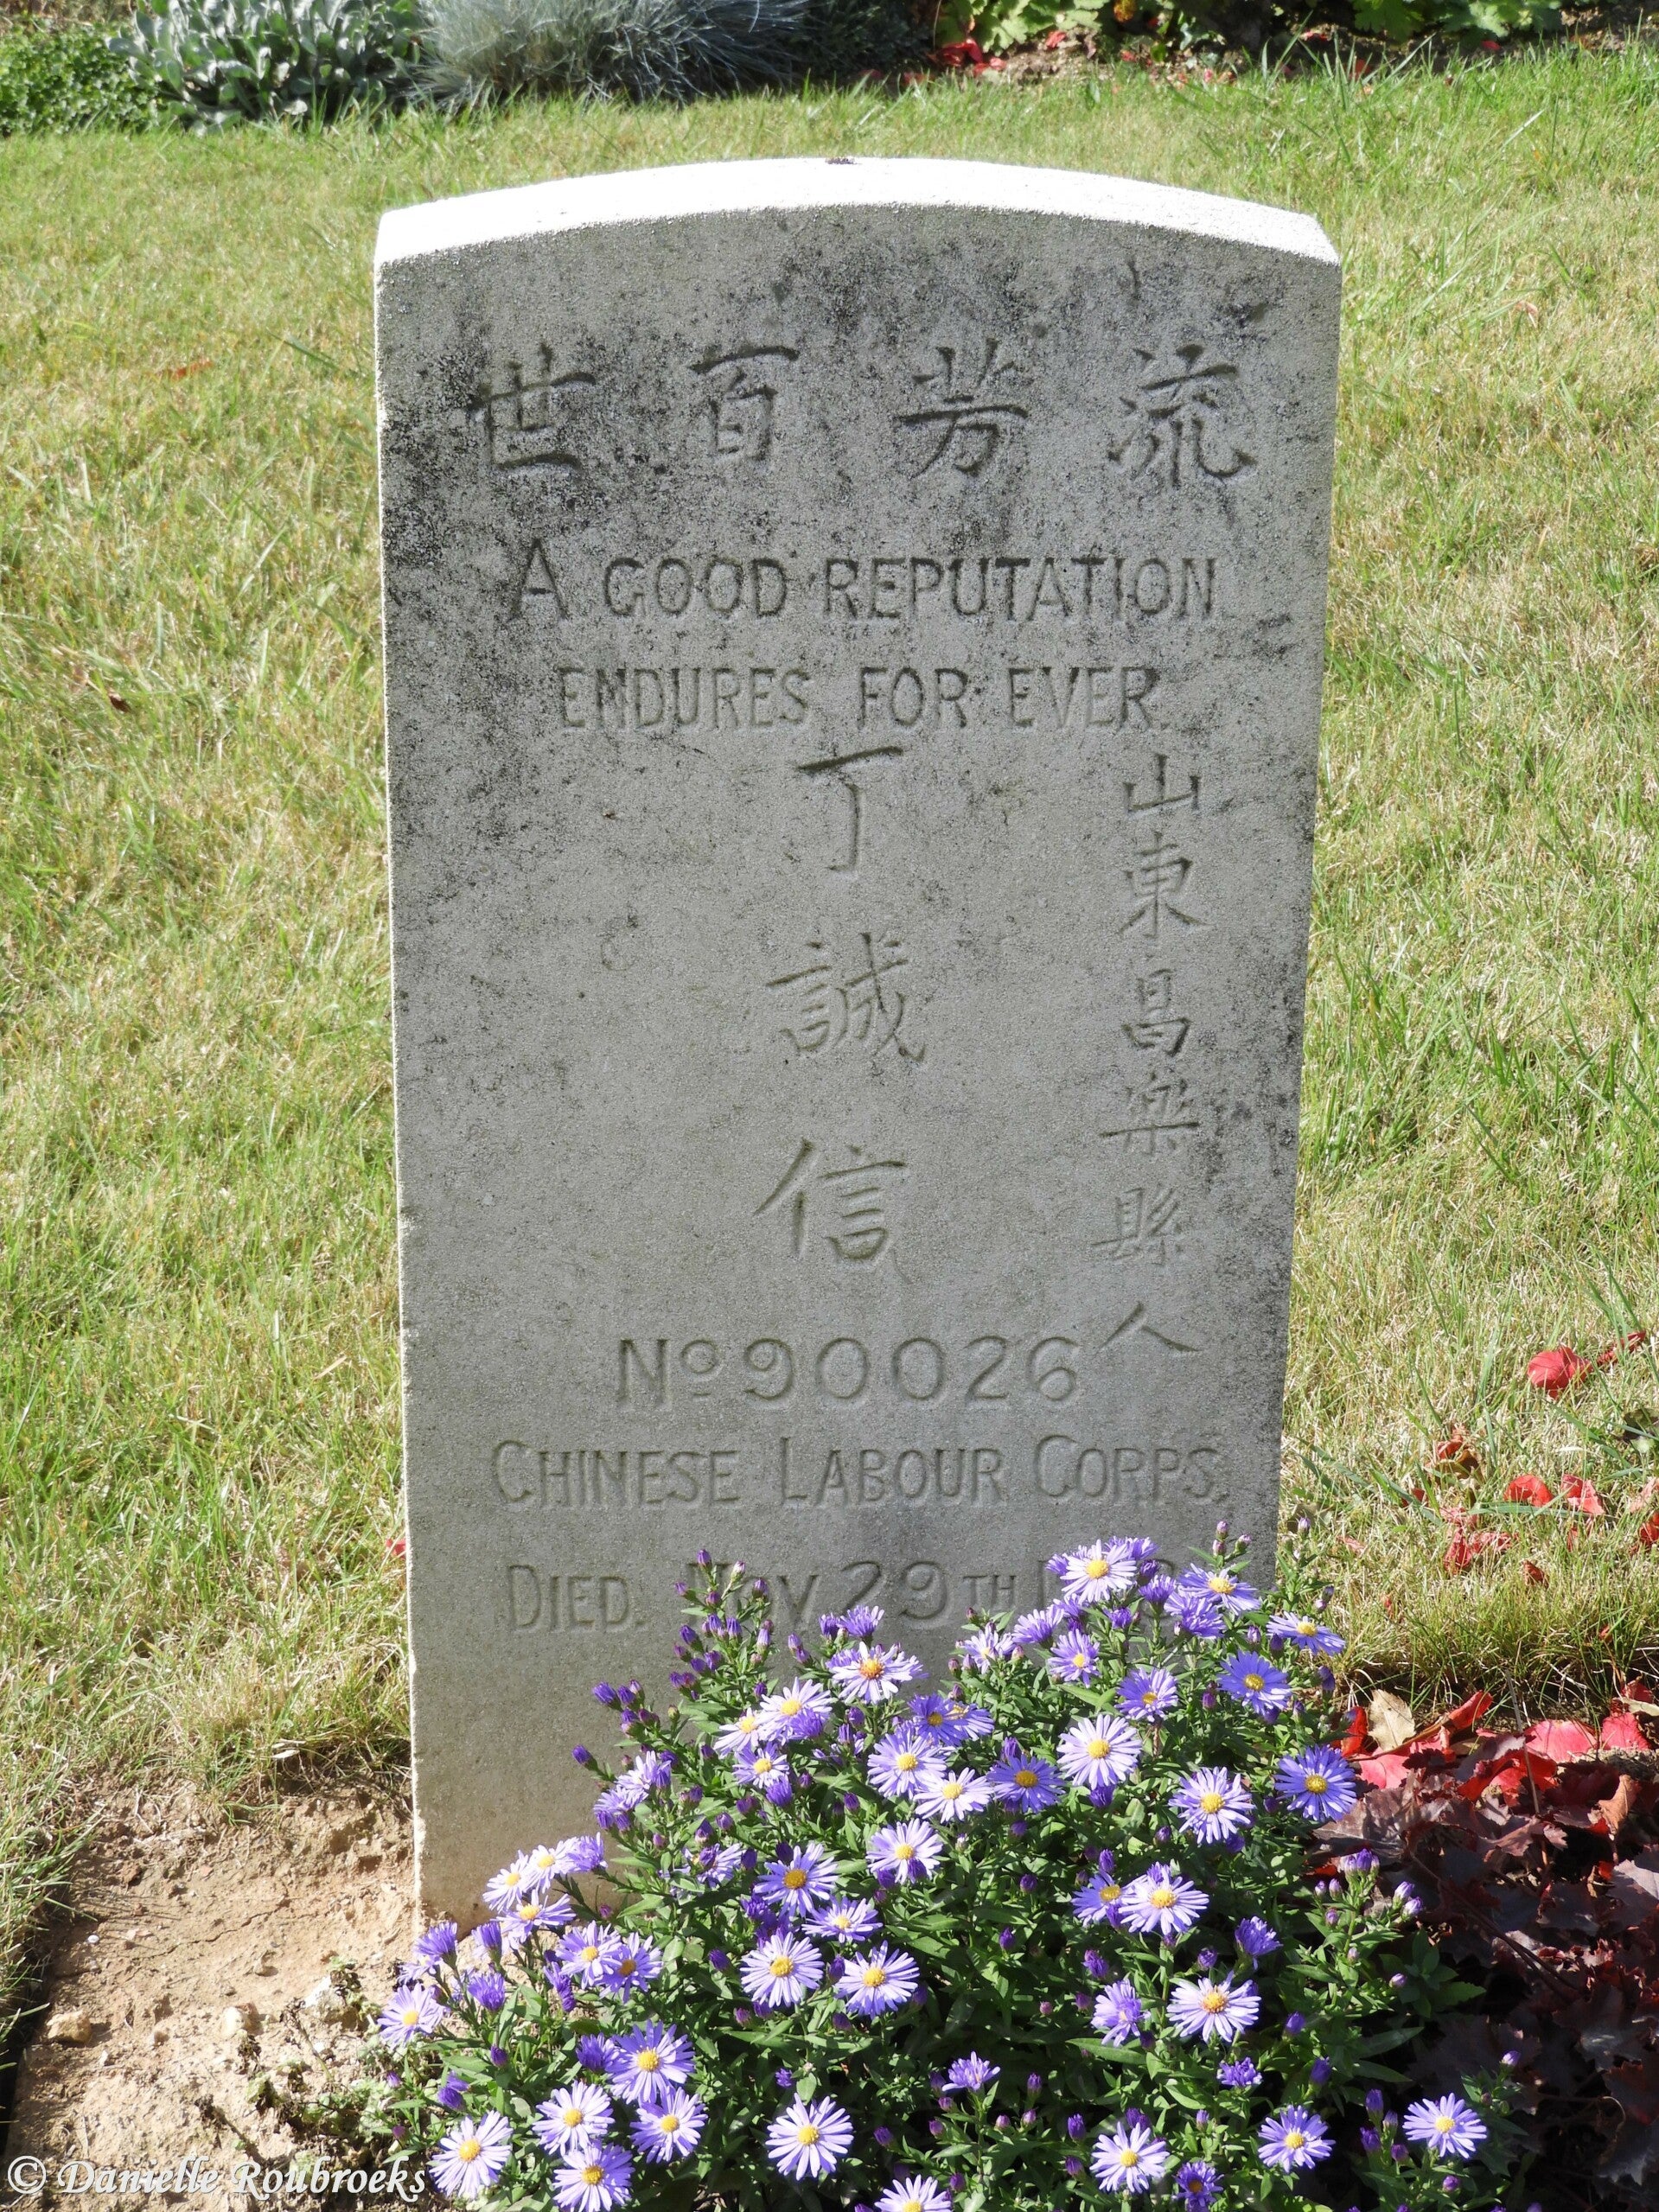 流芳百世
A GOOD REPUTATION
ENDURES FOR EVER
山東昌樂縣人
丁誠信
No 90026
CHINESE LABOUR CORPS
DIED. NOV 29TH
© Danielle Roubroeks